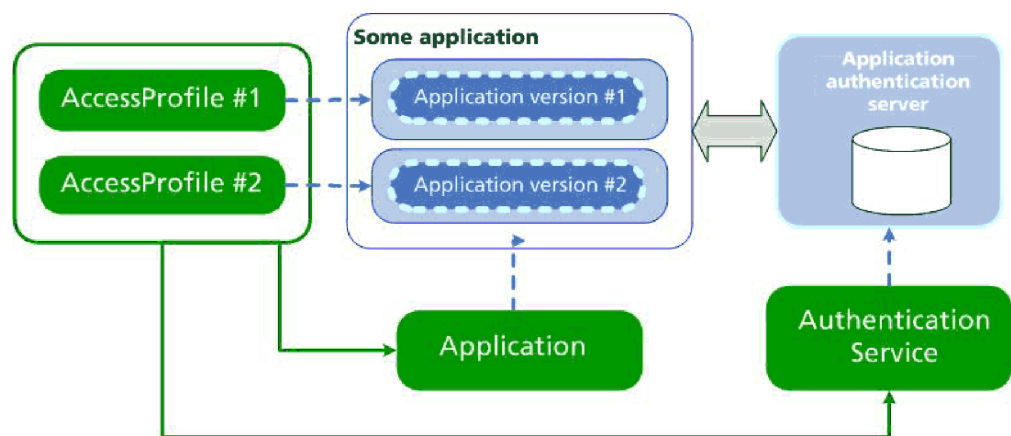 Some application
AccessProfile #1
Application version #1
Application
authentication
server
AccessProfile #2
Application version #2
Application
Authentication
Service